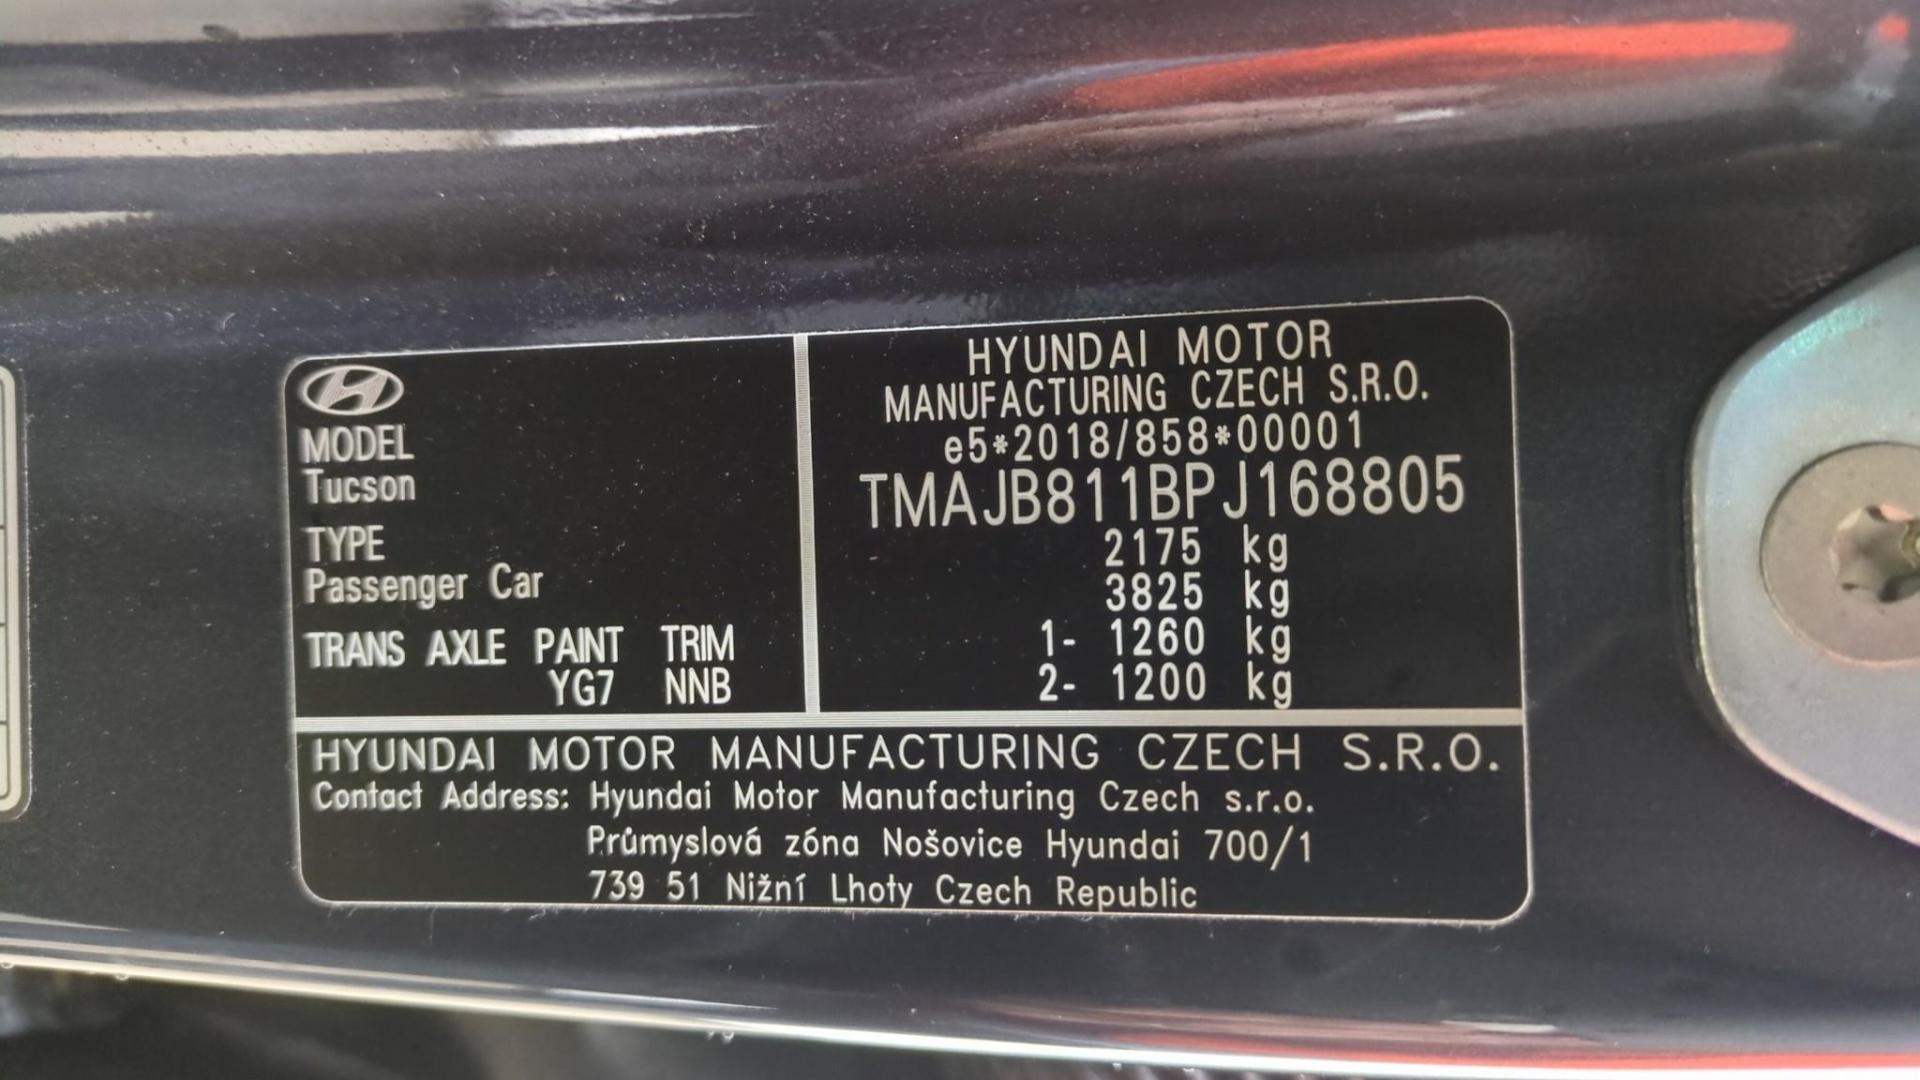 MODEL
Tucson
TYPE
Passenger Car
TRANS AXLE PAINT TRIM
YG7 NNB
HYUNDAI MOTOR
MANUFACTURING CZECH S.R.O.
e5*2018/858*00001
TMAJB811BPJ168805
2175 kg
3825 kg
1- 1260 kg
2- 1200 kg
HYUNDAI MOTOR MANUFACTURING CZECH S.R.O.
Contact Address: Hyundai Motor Manufacturing Czech s.r.o.
Průmyslová zóna Nošovice Hyundai 700/1
739 51 Nižní Lhoty Czech Republic